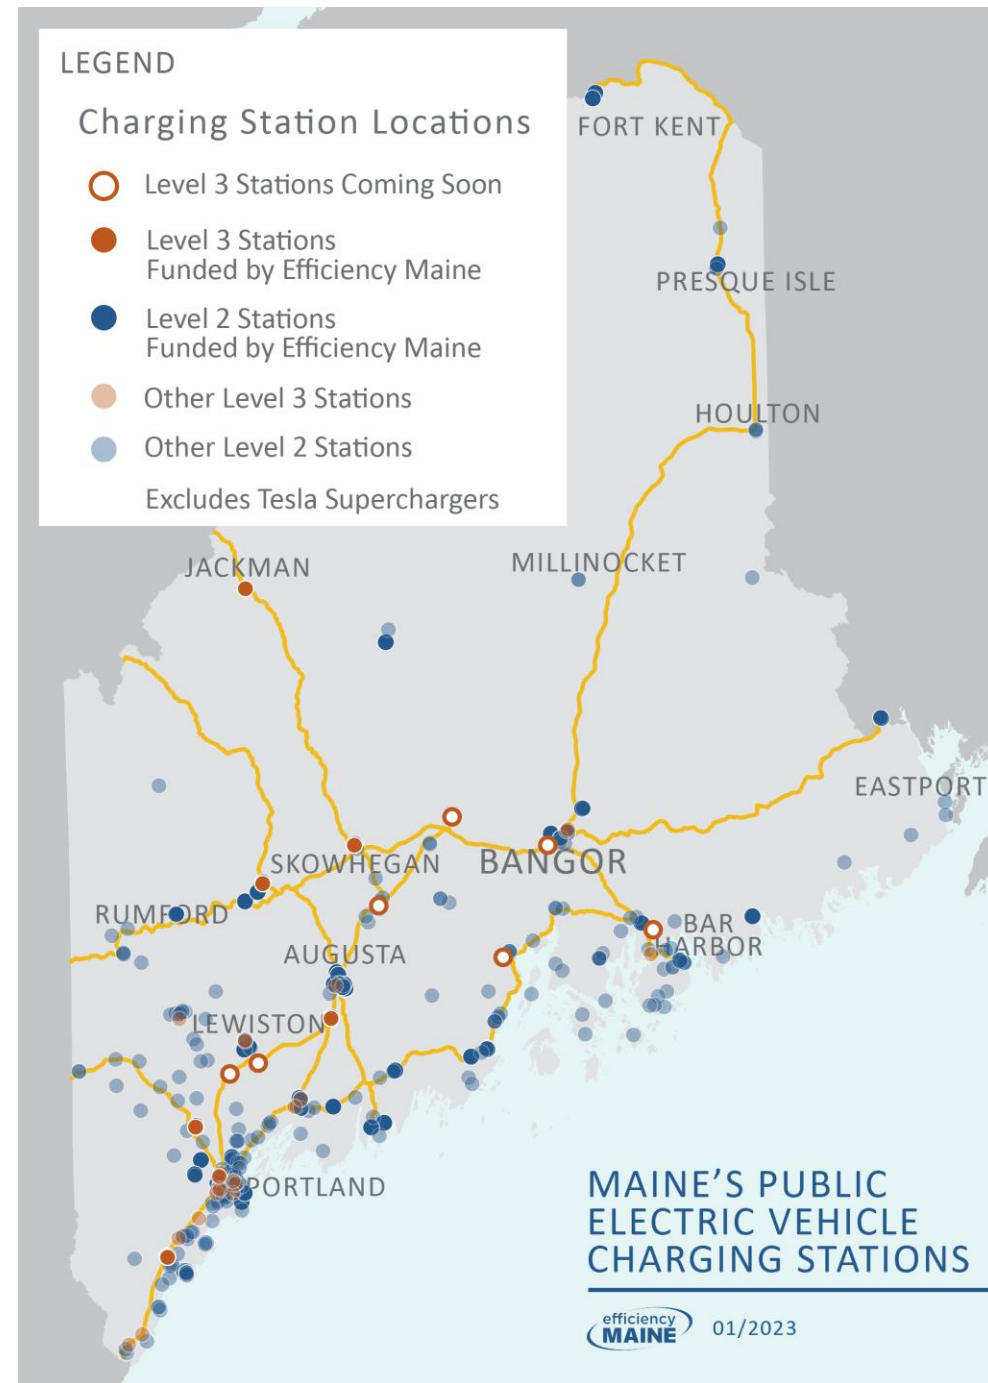 LEGEND
Charging Station Locations
Level 3 Stations Coming Soon
Level 3 Stations
Funded by Efficiency Maine
Level 2 Stations
Funded by Efficiency Maine
Other Level 3 Stations
Other Level 2 Stations
Excludes Tesla Superchargers
FORT KENT
PRESQUE ISLE
HOULTON
MILLINOCKET
JACKMAN
EASTPORT
SKOWHEGAN
BANGOR
RUMFORD
BAR
HARBOR
AUGUSTA
LEWISTON
PORTLAND
MAINE'S PUBLIC
ELECTRIC VEHICLE
CHARGING STATIONS
efficiency
MAINE
01/2023